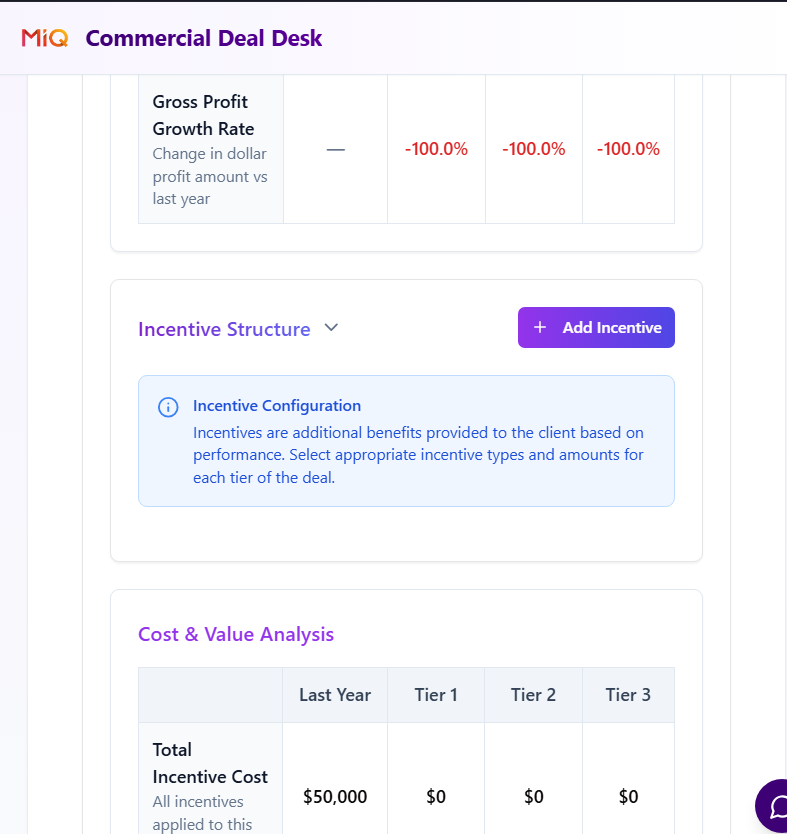 MiQ Commercial Deal Desk
Gross Profit
Growth Rate
Change in dollar
profit amount vs
last year
— -100.0% -100.0% -100.0%
Incentive Structure
+ Add Incentive
Incentive Configuration
Incentives are additional benefits provided to the client based on
performance. Select appropriate incentive types and amounts for
each tier of the deal.
Cost & Value Analysis
Last Year Tier 1 Tier 2 Tier 3
Total
Incentive Cost
All incentives
applied to this
$50,000 $0 $0 $0